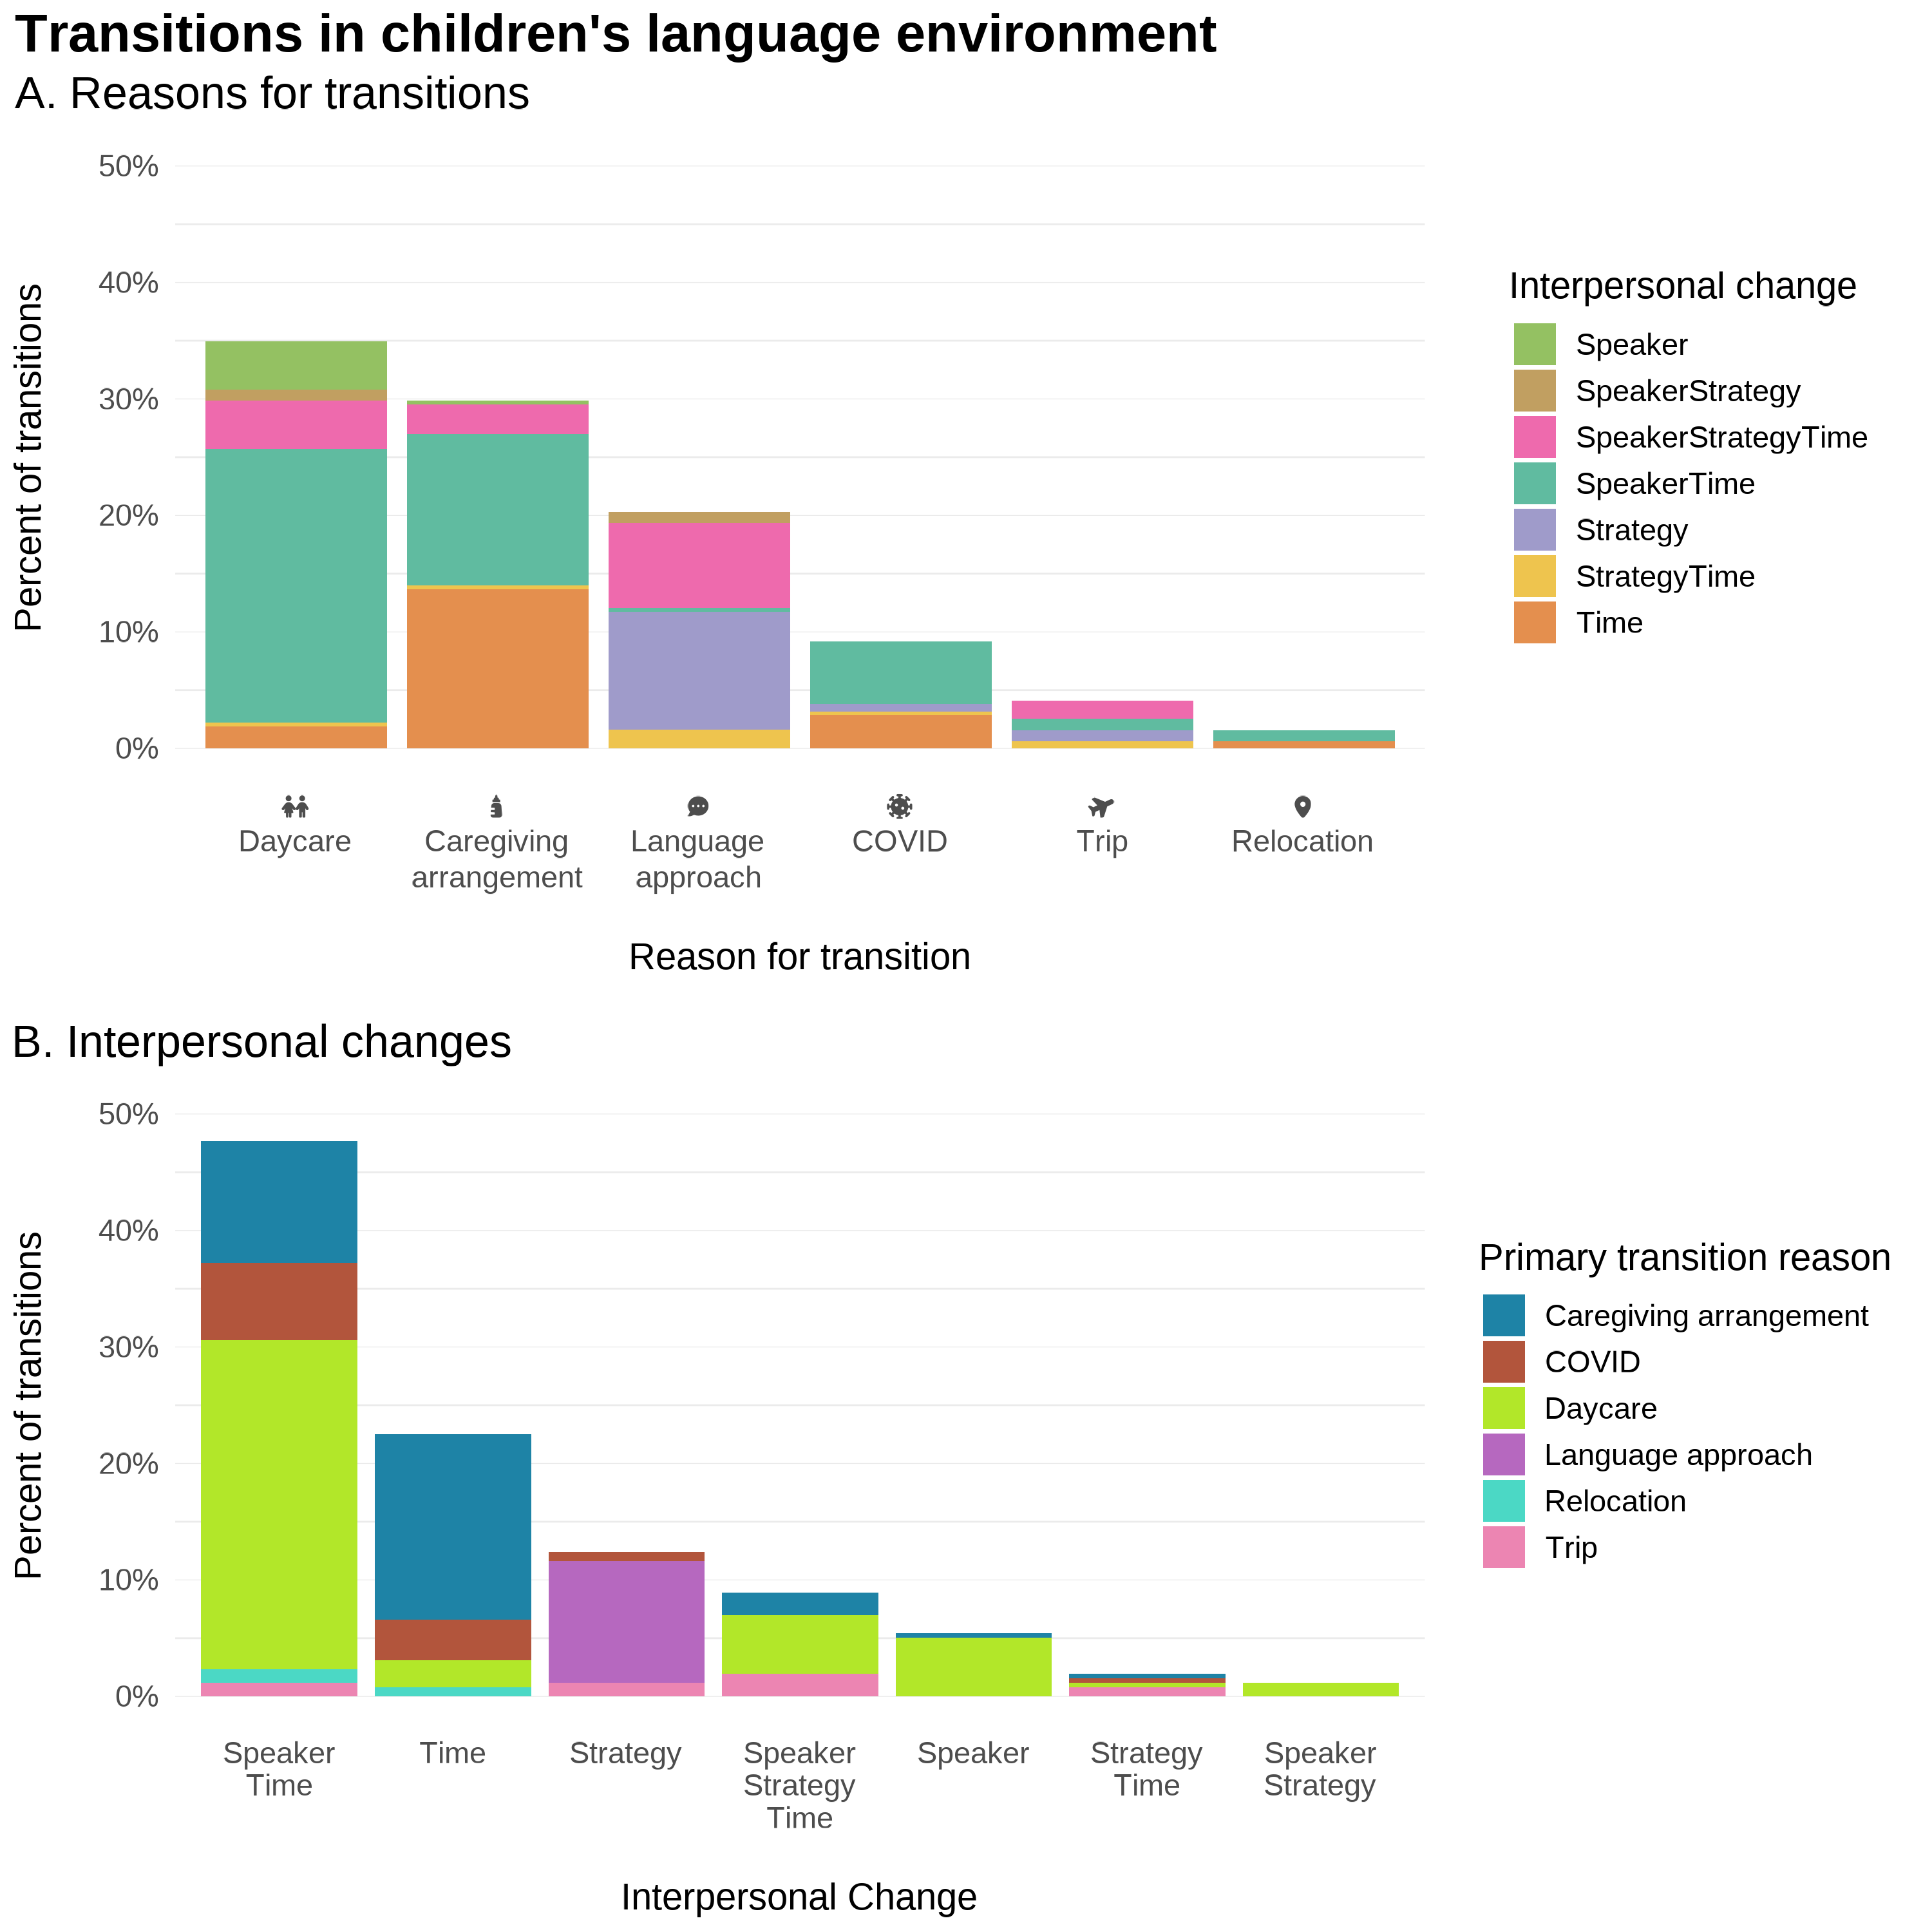 Transitions in children's language environment
A. Reasons for transitions
Percent of transitions
50%
40%
30%
20%
10%
0%
Daycare
Caregiving
arrangement
Language
approach
COVID
Trip
Relocation
Reason for transition
Interpersonal change
Speaker
SpeakerStrategy
SpeakerStrategyTime
SpeakerTime
Strategy
StrategyTime
Time
B. Interpersonal changes
Percent of transitions
50%
40%
30%
20%
10%
0%
Speaker
Time
Time
Strategy
Speaker
Strategy
Time
Speaker
Strategy
Time
Speaker
Strategy
Interpersonal Change
Primary transition reason
Caregiving arrangement
COVID
Daycare
Language approach
Relocation
Trip